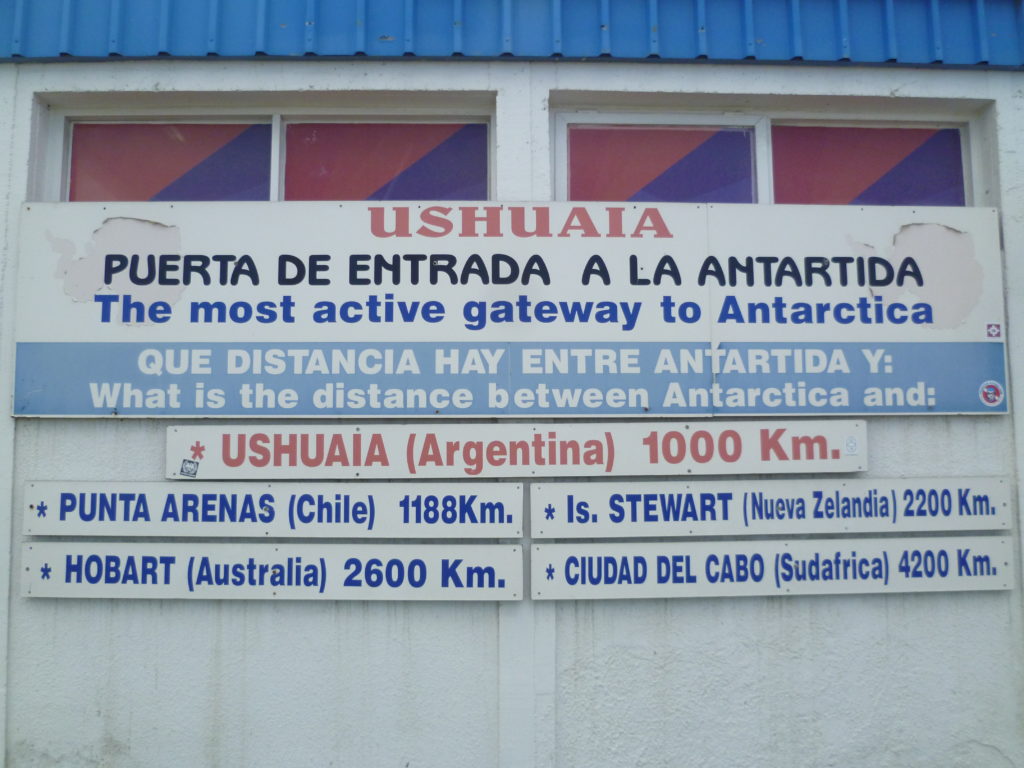 USHUAIA
PUERTA DE ENTRADA A LA ANTARTIDA
The most active gateway to Antarctica
QUE DISTANCIA HAY ENTRE ANTARTIDA Y:
What is the distance between Antarctica and:
* USHUAIA (Argentina) 1000 Km.
* PUNTA ARENAS (Chile) 1188Km.
* Is. STEWART (Nueva Zelandia) 2200 Km.
* HOBART (Australia) 2600 Km.
* CIUDAD DEL CABO (Sudafrica) 4200 Km.